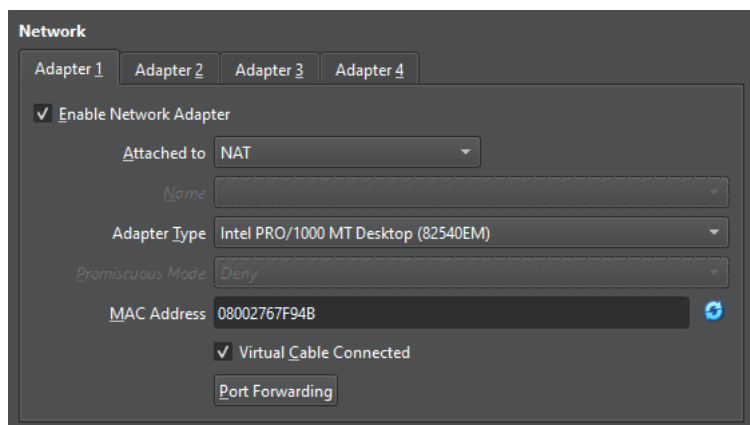 Network
Adapter 1 Adapter 2 Adapter 3 Adapter 4
Enable Network Adapter
Attached to NAT
Name
Adapter Type Intel PRO/1000 MT Desktop (82540EM)
Promiscuous Mode Deny
MAC Address 08002767F94B
Virtual Cable Connected
Port Forwarding